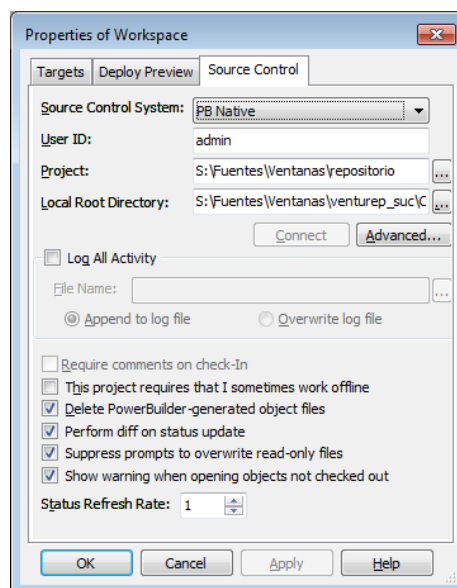 Properties of Workspace
Targets Deploy Preview Source Control
Source Control System: PB Native
User ID: admin
Project: S:\Fuentes\Ventanas\repositorio ...
Local Root Directory: S:\Fuentes\Ventanas\venturep_suc\C ...
Connect Advanced...
Log All Activity
File Name: ...
Append to log file Overwrite log file
Require comments on check-In
This project requires that I sometimes work offline
Delete PowerBuilder-generated object files
Perform diff on status update
Suppress prompts to overwrite read-only files
Show warning when opening objects not checked out
Status Refresh Rate: 1
OK Cancel Apply Help